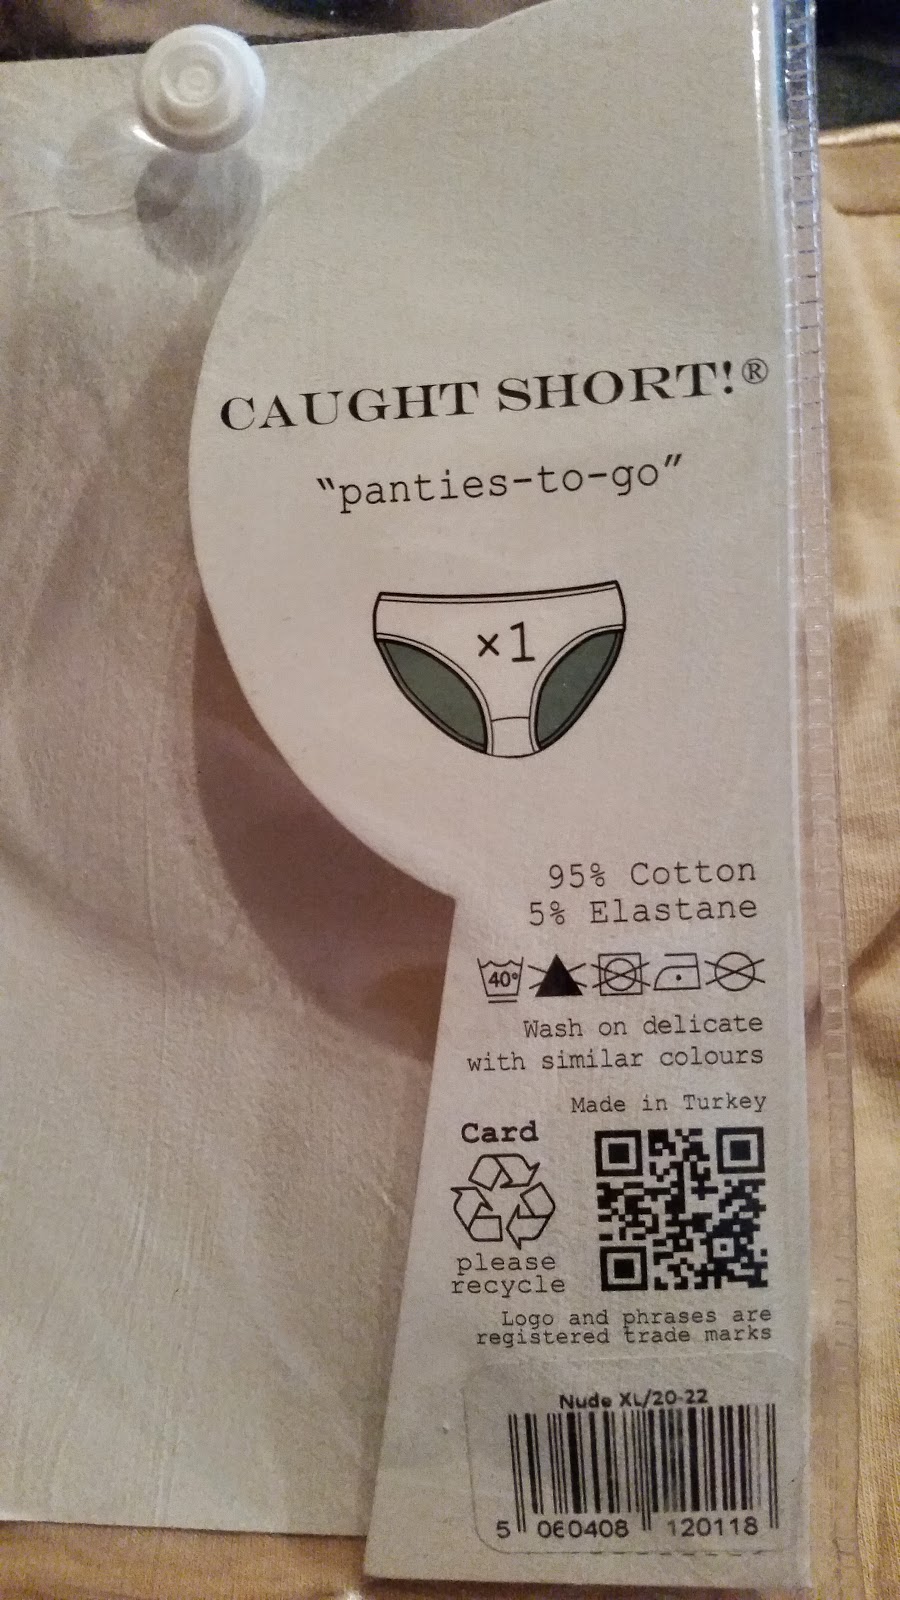 CAUGHT SHORT!®
“panties-to-go”
×1
95% Cotton
5% Elastane
40°
Wash on delicate
with similar colours
Made in Turkey
Card
please
recycle
Logo and phrases are
registered trade marks
Nude XL/20-22
5 060408 120118